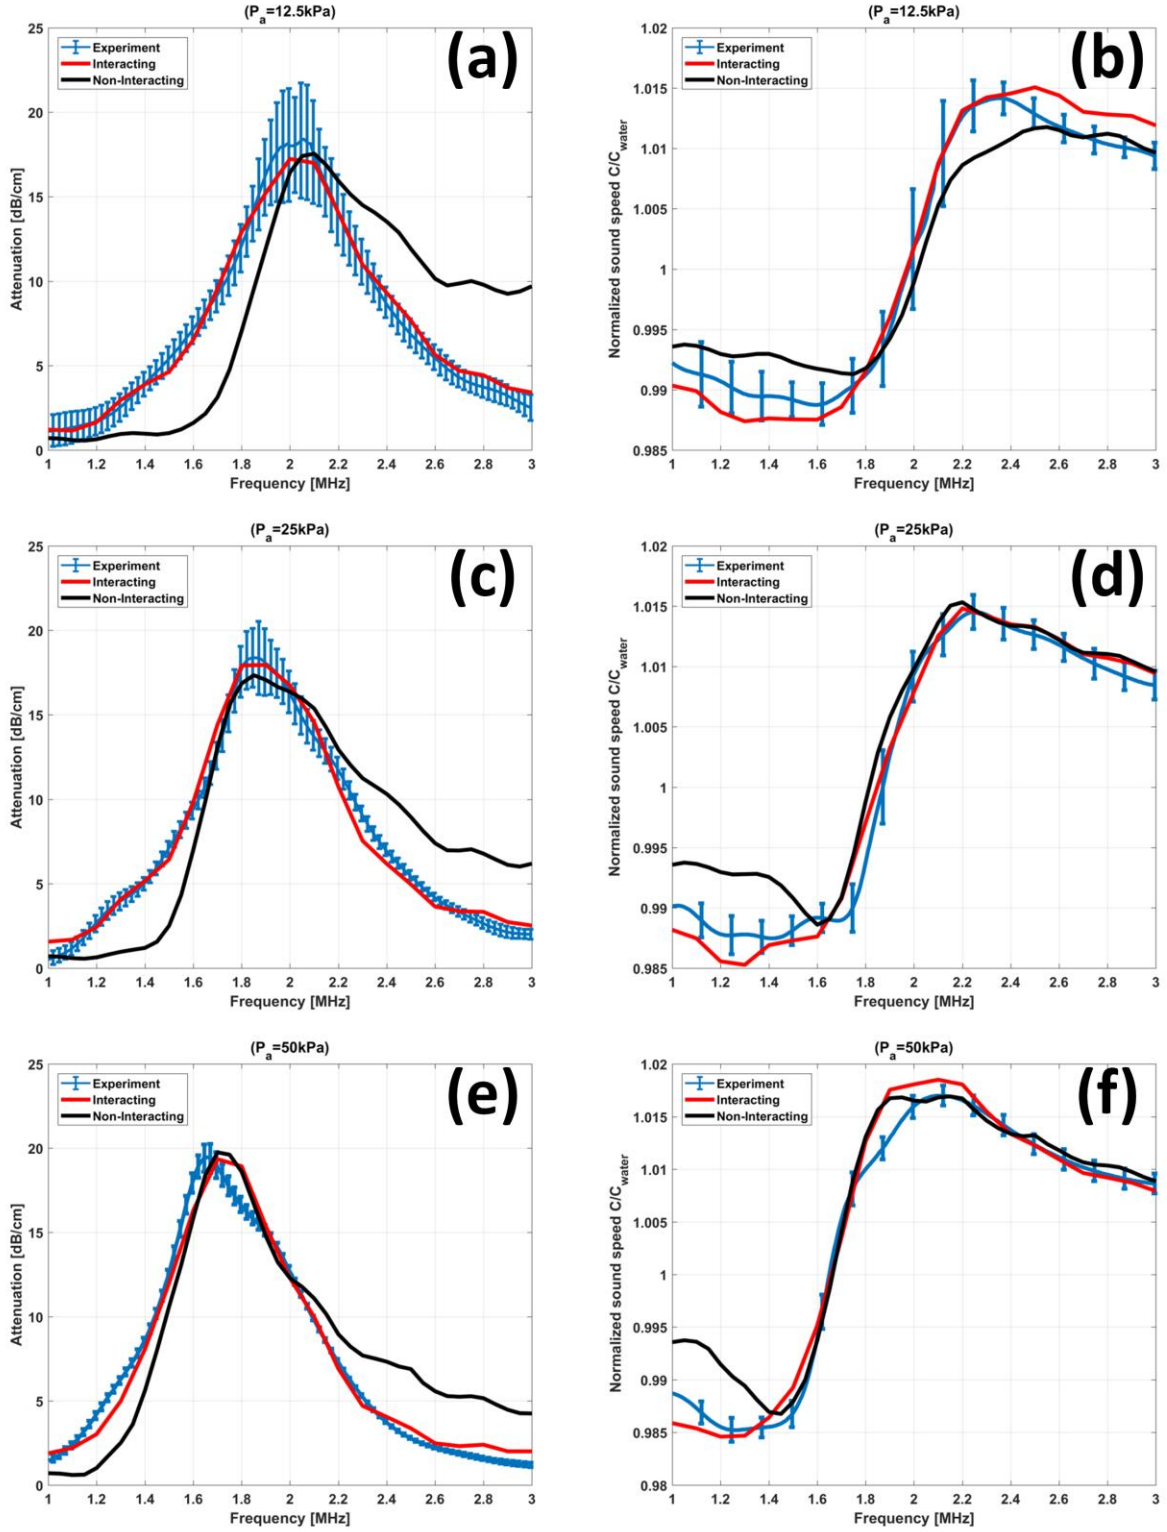 (P_a=12.5kPa)
25
20
15
10
5
0
Attenuation [dB/cm]
Experiment
Interacting
Non-Interacting
(a)
1 1.2 1.4 1.6 1.8 2 2.2 2.4 2.6 2.8 3
Frequency [MHz]
(P_a=12.5kPa)
1.02
1.015
1.01
1.005
1
0.995
0.99
0.985
Normalized sound speed C/C_water
Experiment
Interacting
Non-Interacting
(b)
1 1.2 1.4 1.6 1.8 2 2.2 2.4 2.6 2.8 3
Frequency [MHz]
(P_a=25kPa)
25
20
15
10
5
0
Attenuation [dB/cm]
Experiment
Interacting
Non-Interacting
(c)
1 1.2 1.4 1.6 1.8 2 2.2 2.4 2.6 2.8 3
Frequency [MHz]
(P_a=25kPa)
1.02
1.015
1.01
1.005
1
0.995
0.99
0.985
Normalized sound speed C/C_water
Experiment
Interacting
Non-Interacting
(d)
1 1.2 1.4 1.6 1.8 2 2.2 2.4 2.6 2.8 3
Frequency [MHz]
(P_a=50kPa)
25
20
15
10
5
0
Attenuation [dB/cm]
Experiment
Interacting
Non-Interacting
(e)
1 1.2 1.4 1.6 1.8 2 2.2 2.4 2.6 2.8 3
Frequency [MHz]
(P_a=50kPa)
1.02
1.015
1.01
1.005
1
0.995
0.99
0.985
0.98
Normalized sound speed C/C_water
Experiment
Interacting
Non-Interacting
(f)
1 1.2 1.4 1.6 1.8 2 2.2 2.4 2.6 2.8 3
Frequency [MHz]